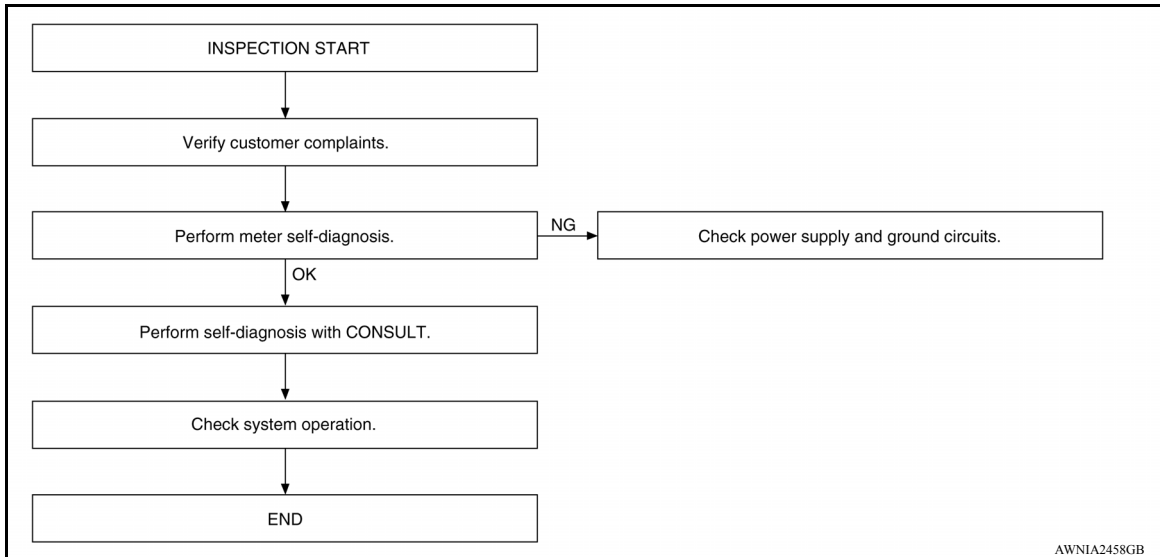 INSPECTION START
Verify customer complaints.
Perform meter self-diagnosis.
NG
Check power supply and ground circuits.
OK
Perform self-diagnosis with CONSULT.
Check system operation.
END
AWNIA2458GB